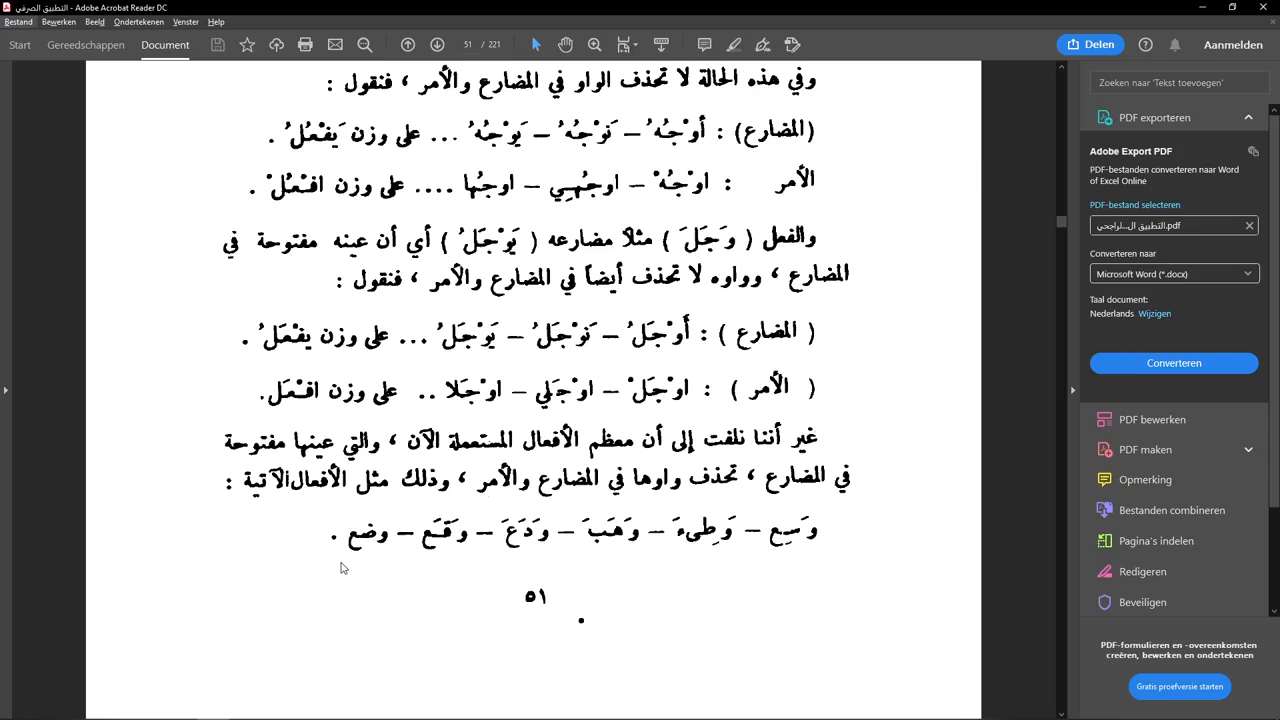 التطبيق الصرفي - Adobe Acrobat Reader DC
Bestand Bewerken Beeld Ondertekenen Venster Help
Start Gereedschappen Document 51 / 221 Delen Aanmelden
وفي هذه الحالة لا تحذف الواو في المضارع والأمر ، فنقول :
(المضارع) : أوْجُهُ – نَوْجُهُ – يَوْجُهُ ... على وزن يَفْعُلُ .
الأمر : اوْجُهْ – اوجُهِي – اوجُها .... على وزن افْعُلْ .
والفعل ( وَجَلَ ) مثلاً مضارعه ( يَوْجَلُ ) أي أن عينه مفتوحة في
المضارع ، وواوه لا تحذف أيضاً في المضارع والأمر ، فنقول :
( المضارع ) : أَوْجَلُ – نَوْجَلُ – يَوْجَلُ ... على وزن يفْعَلُ .
( الأمر ) : اوْجَلْ – اوْجَلي – اوْجَلا .. على وزن افْعَل.
غير أننا نلفت إلى أن معظم الأفعال المستعملة الآن ، والتي عينها مفتوحة
في المضارع ، تحذف واوها في المضارع والأمر ، وذلك مثل الأفعال الآتية :
وَسِع – وَطِىءَ – وَهَبَ – وَدَعَ – وَقَع – وضع .
٥١
Zoeken naar 'Tekst toevoegen'
PDF exporteren
Adobe Export PDF
PDF-bestanden converteren naar Word
of Excel Online
PDF-bestand selecteren
التطبيق ال...لراجحي.pdf
Converteren naar
Microsoft Word (*.docx)
Taal document:
Nederlands Wijzigen
Converteren
PDF bewerken
PDF maken
Opmerking
Bestanden combineren
Pagina's indelen
Redigeren
Beveiligen
PDF-formulieren en -overeenkomsten
creëren, bewerken en ondertekenen
Gratis proefversie starten